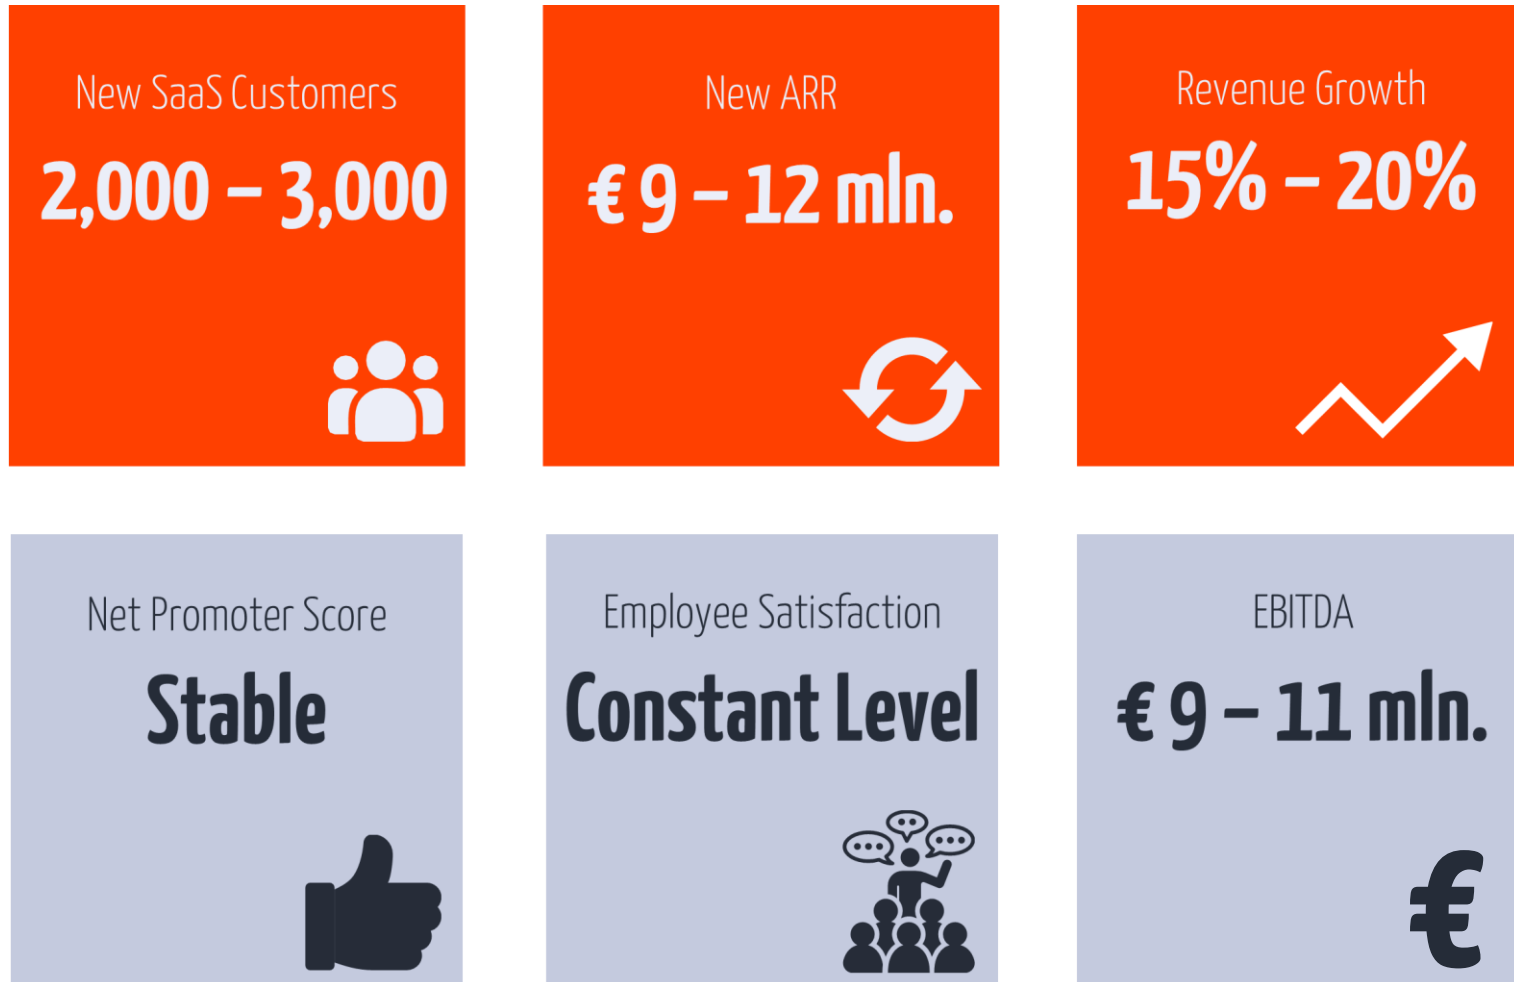 New SaaS Customers
2,000 – 3,000
New ARR
€ 9 – 12 mln.
Revenue Growth
15% – 20%
Net Promoter Score
Stable
Employee Satisfaction
Constant Level
EBITDA
€ 9 – 11 mln.
€